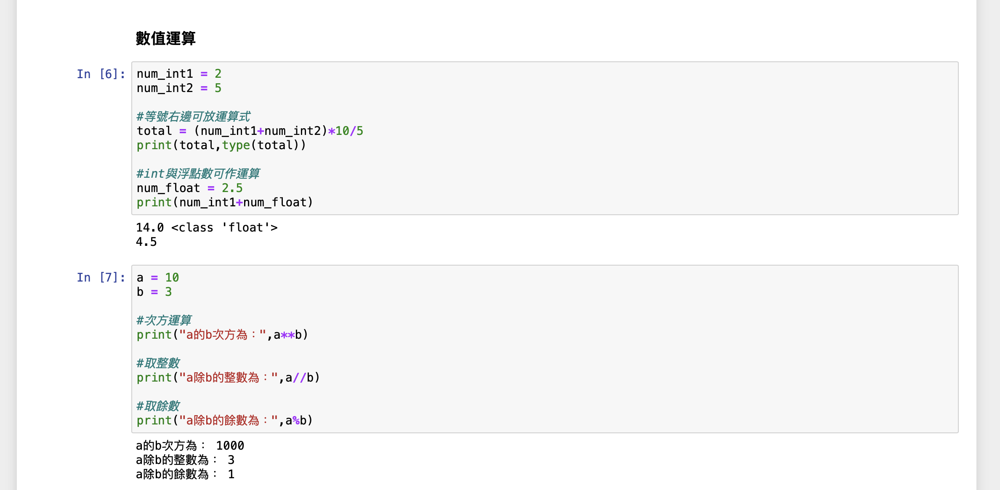 數值運算
In [6]:
num_int1 = 2
num_int2 = 5
#等號右邊可放運算式
total = (num_int1+num_int2)*10/5
print(total,type(total))
#int與浮點數可作運算
num_float = 2.5
print(num_int1+num_float)
14.0 <class 'float'>
4.5
In [7]:
a = 10
b = 3
#次方運算
print("a的b次方為：",a**b)
#取整數
print("a除b的整數為：",a//b)
#取餘數
print("a除b的餘數為：",a%b)
a的b次方為： 1000
a除b的整數為： 3
a除b的餘數為： 1